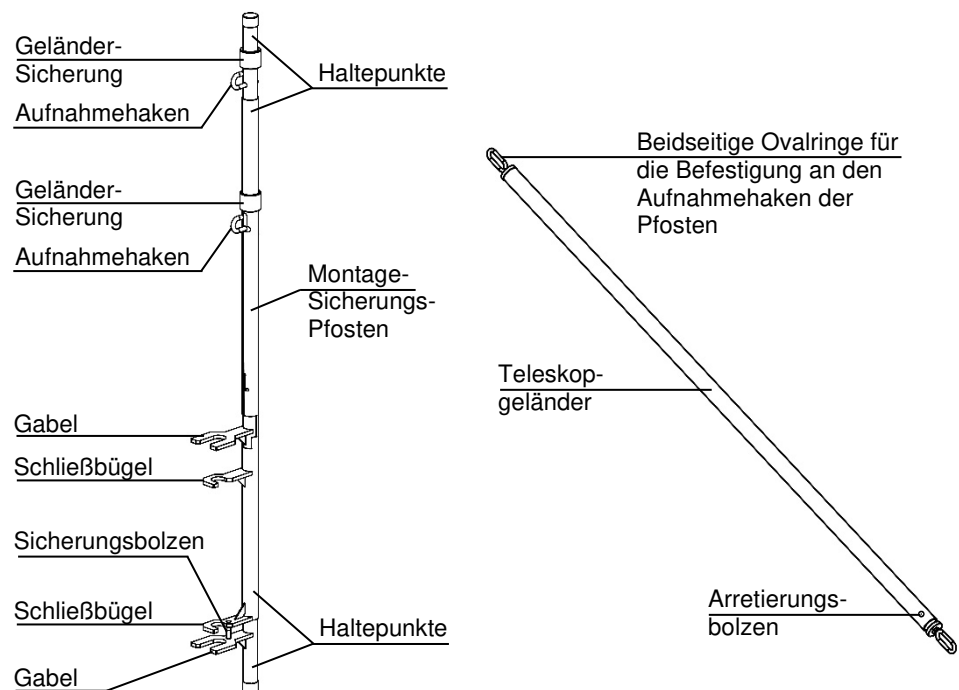 Geländer-
Sicherung
Aufnahmehaken
Geländer-
Sicherung
Aufnahmehaken
Gabel
Schließbügel
Sicherungsbolzen
Schließbügel
Gabel
Haltepunkte
Montage-
Sicherungs-
Pfosten
Haltepunkte
Beidseitige Ovalringe für
die Befestigung an den
Aufnahmehaken der
Pfosten
Teleskop-
geländer
Arretierungs-
bolzen